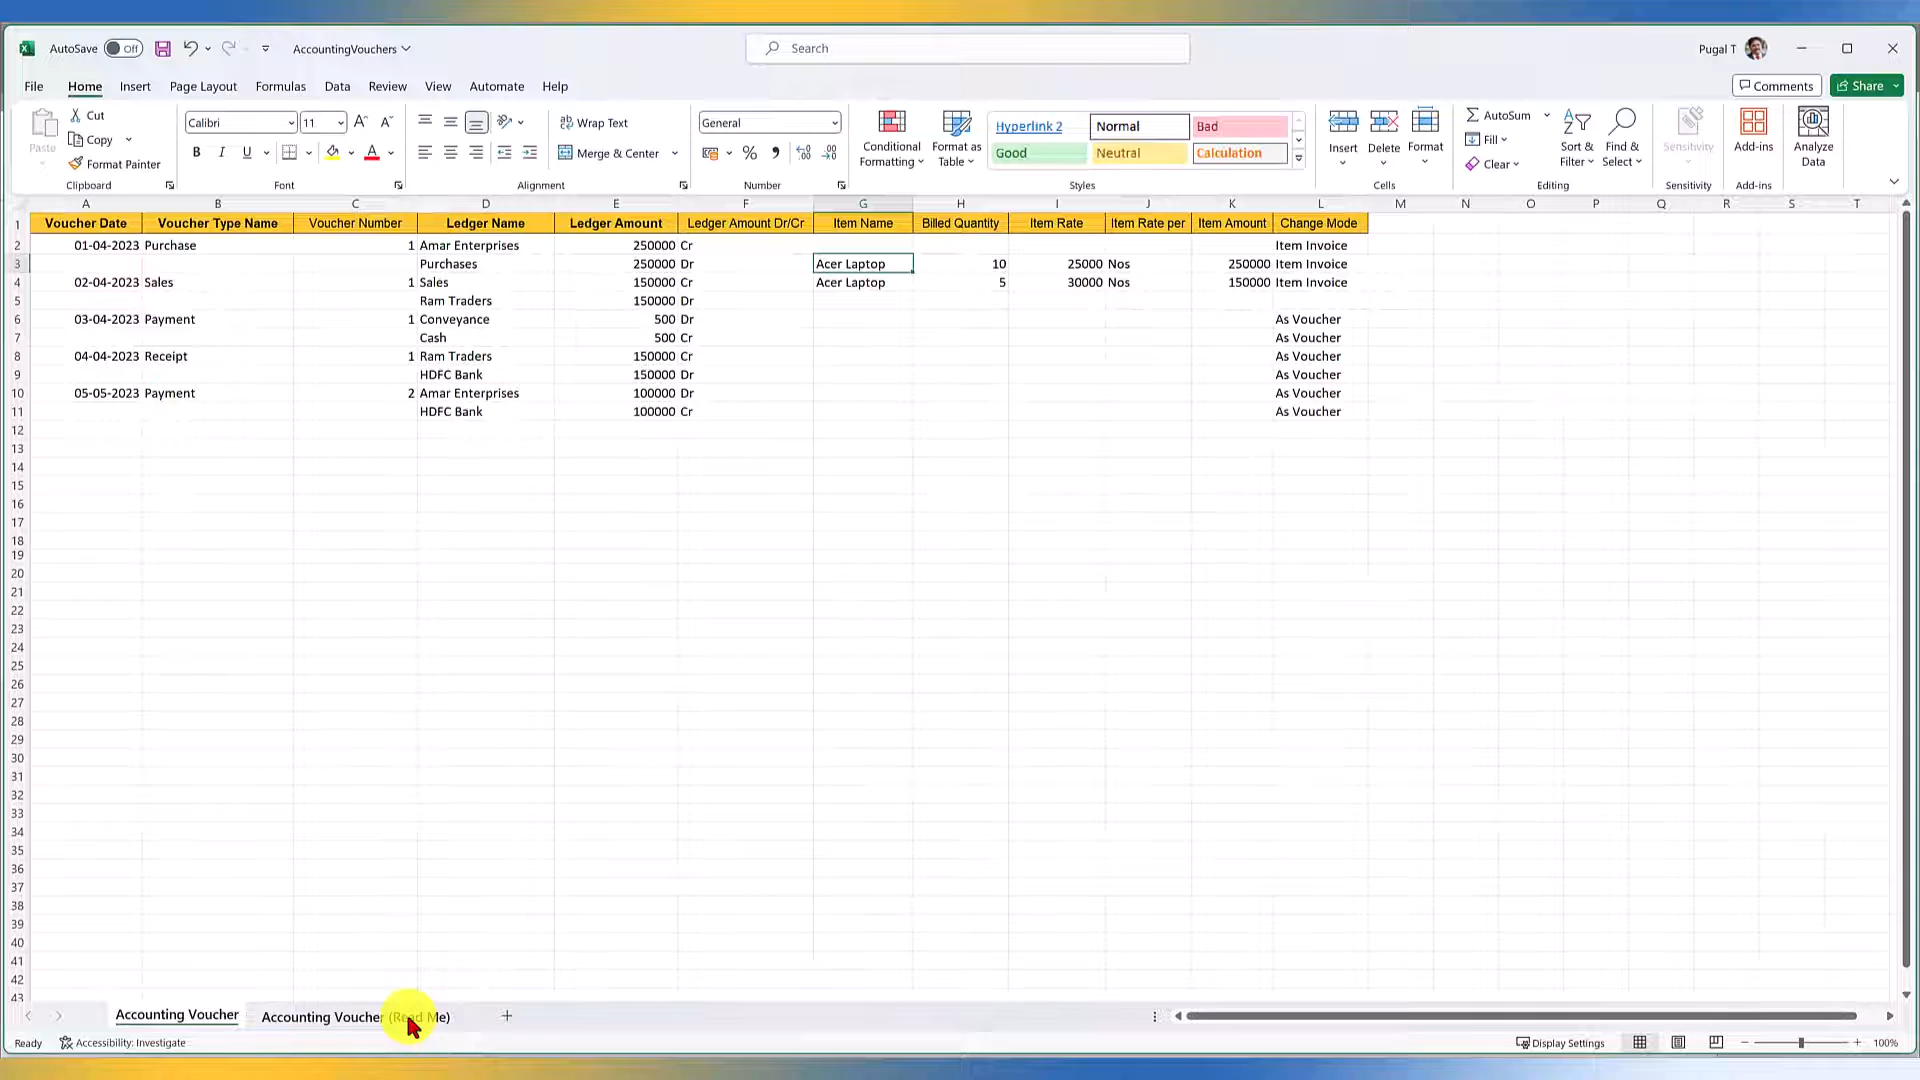 AutoSave Off AccountingVouchers Search Pugal T
File Home Insert Page Layout Formulas Data Review View Automate Help Comments Share
Paste Cut Copy Format Painter Clipboard
Calibri 11 B I U Font
Wrap Text Merge & Center Alignment
General % Number
Conditional Formatting Format as Table Hyperlink 2 Normal Bad Good Neutral Calculation Styles
Insert Delete Format Cells
AutoSum Fill Clear Sort & Filter Find & Select Editing
Sensitivity Sensitivity
Add-ins Add-ins
Analyze Data
A B C D E F G H I J K L M N O P Q R S T
1 Voucher Date Voucher Type Name Voucher Number Ledger Name Ledger Amount Ledger Amount Dr/Cr Item Name Billed Quantity Item Rate Item Rate per Item Amount Change Mode
2 01-04-2023 Purchase 1 Amar Enterprises 250000 Cr Item Invoice
3 Purchases 250000 Dr Acer Laptop 10 25000 Nos 250000 Item Invoice
4 02-04-2023 Sales 1 Sales 150000 Cr Acer Laptop 5 30000 Nos 150000 Item Invoice
5 Ram Traders 150000 Dr
6 03-04-2023 Payment 1 Conveyance 500 Dr As Voucher
7 Cash 500 Cr As Voucher
8 04-04-2023 Receipt 1 Ram Traders 150000 Cr As Voucher
9 HDFC Bank 150000 Dr As Voucher
10 05-05-2023 Payment 2 Amar Enterprises 100000 Dr As Voucher
11 HDFC Bank 100000 Cr As Voucher
12
13
14
15
16
17
18
19
20
21
22
23
24
25
26
27
28
29
30
31
32
33
34
35
36
37
38
39
40
41
42
43
Accounting Voucher Accounting Voucher (Read Me)
Ready Accessibility: Investigate Display Settings 100%